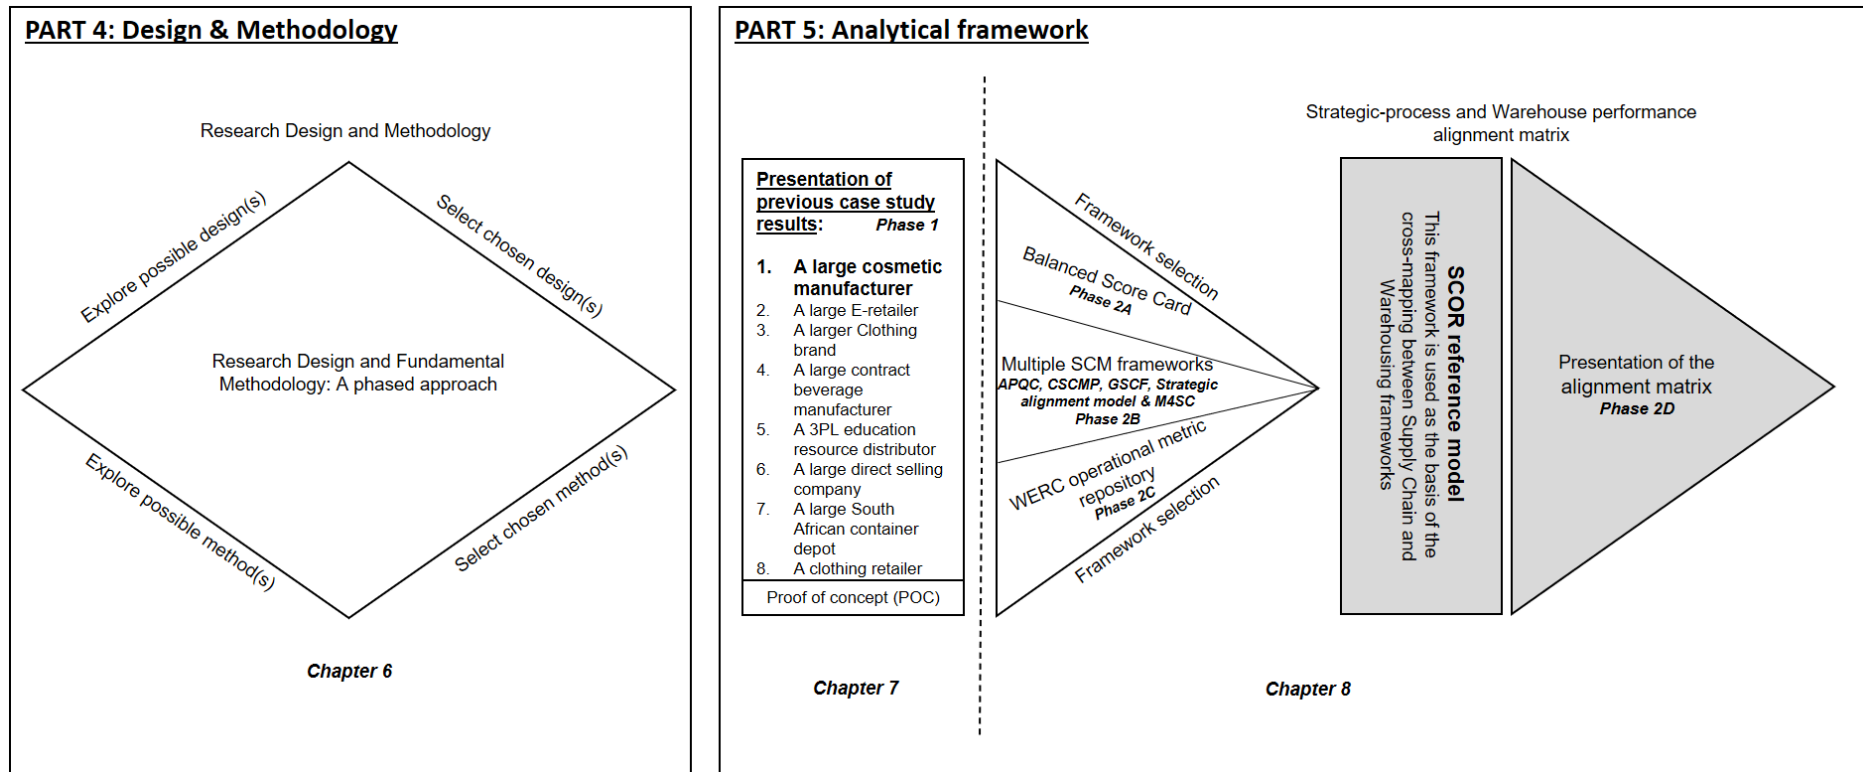 PART 4: Design & Methodology
Research Design and Methodology
Explore possible design(s)
Select chosen design(s)
Research Design and Fundamental
Methodology: A phased approach
Explore possible method(s)
Select chosen method(s)
Chapter 6
PART 5: Analytical framework
Presentation of
previous case study
results: Phase 1
1. A large cosmetic
manufacturer
2. A large E-retailer
3. A larger Clothing
brand
4. A large contract
beverage
manufacturer
5. A 3PL education
resource distributor
6. A large direct selling
company
7. A large South
African container
depot
8. A clothing retailer
Proof of concept (POC)
Chapter 7
Framework selection
Balanced Score Card
Phase 2A
Multiple SCM frameworks
APQC, CSCMP, GSCF, Strategic
alignment model & M4SC
Phase 2B
WERC operational metric
repository
Phase 2C
Framework selection
Strategic-process and Warehouse performance
alignment matrix
SCOR reference model
This framework is used as the basis of the
cross-mapping between Supply Chain and
Warehousing frameworks
Presentation of the
alignment matrix
Phase 2D
Chapter 8